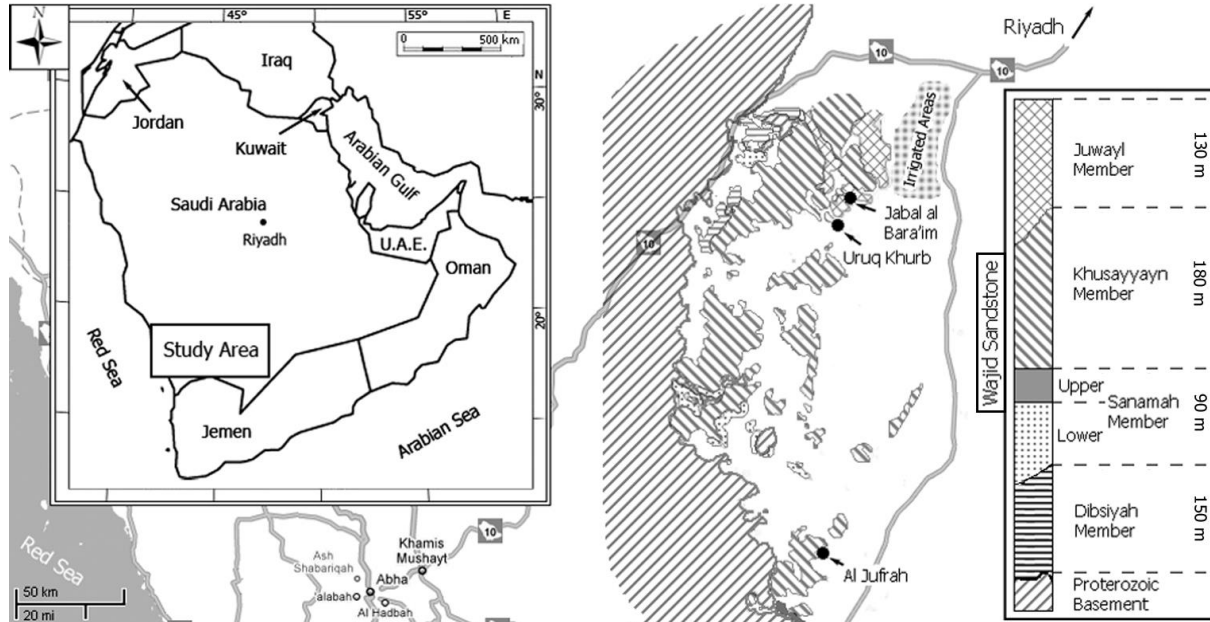 N
45°
55°
E
0
500 km
Iraq
N
30°
Jordan
Kuwait
Arabian Gulf
Saudi Arabia
Riyadh
U.A.E.
Oman
20°
Red Sea
Study Area
Jemen
Arabian Sea
Red Sea
50 km
20 mi
Ash
Shabariqah
Khamis
Mushayt
Abha
alabah
Al Hadbah
10
10
10
10
Riyadh
Irrigated Areas
Jabal al
Bara'im
Uruq Khurb
Al Jufrah
Wajid Sandstone
Juwayl
Member
130 m
Khusayyayn
Member
180 m
Upper
Sanamah
Member
Lower
90 m
Dibsiyah
Member
150 m
Proterozoic
Basement